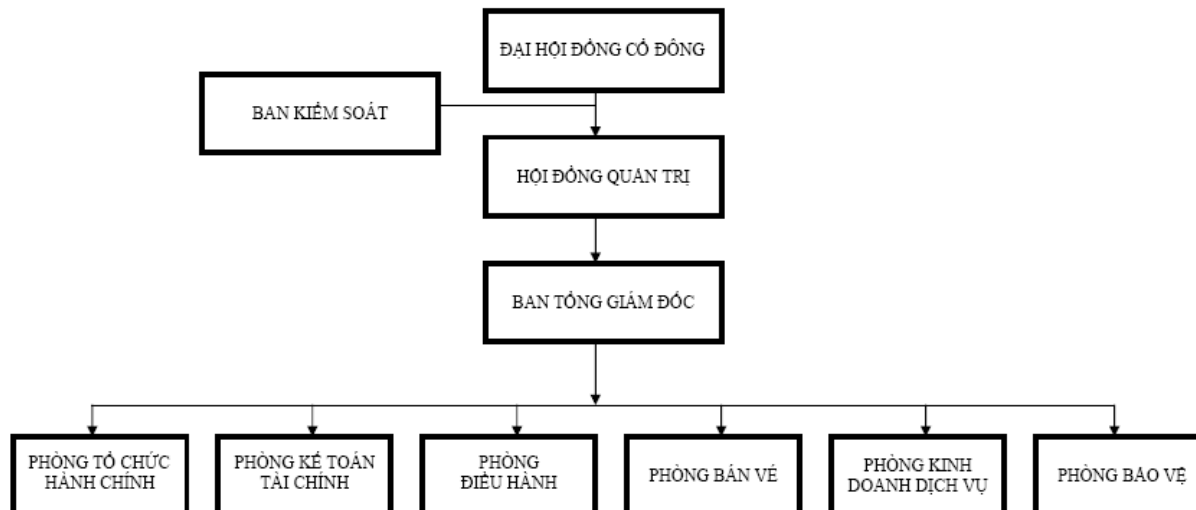 ĐẠI HỘI ĐỒNG CỔ ĐÔNG
BAN KIỂM SOÁT
HỘI ĐỒNG QUẢN TRỊ
BAN TỔNG GIÁM ĐỐC
PHÒNG TỔ CHỨC
HÀNH CHÍNH
PHÒNG KẾ TOÁN
TÀI CHÍNH
PHÒNG
ĐIỀU HÀNH
PHÒNG BÁN VÉ
PHÒNG KINH
DOANH DỊCH VỤ
PHÒNG BẢO VỆ